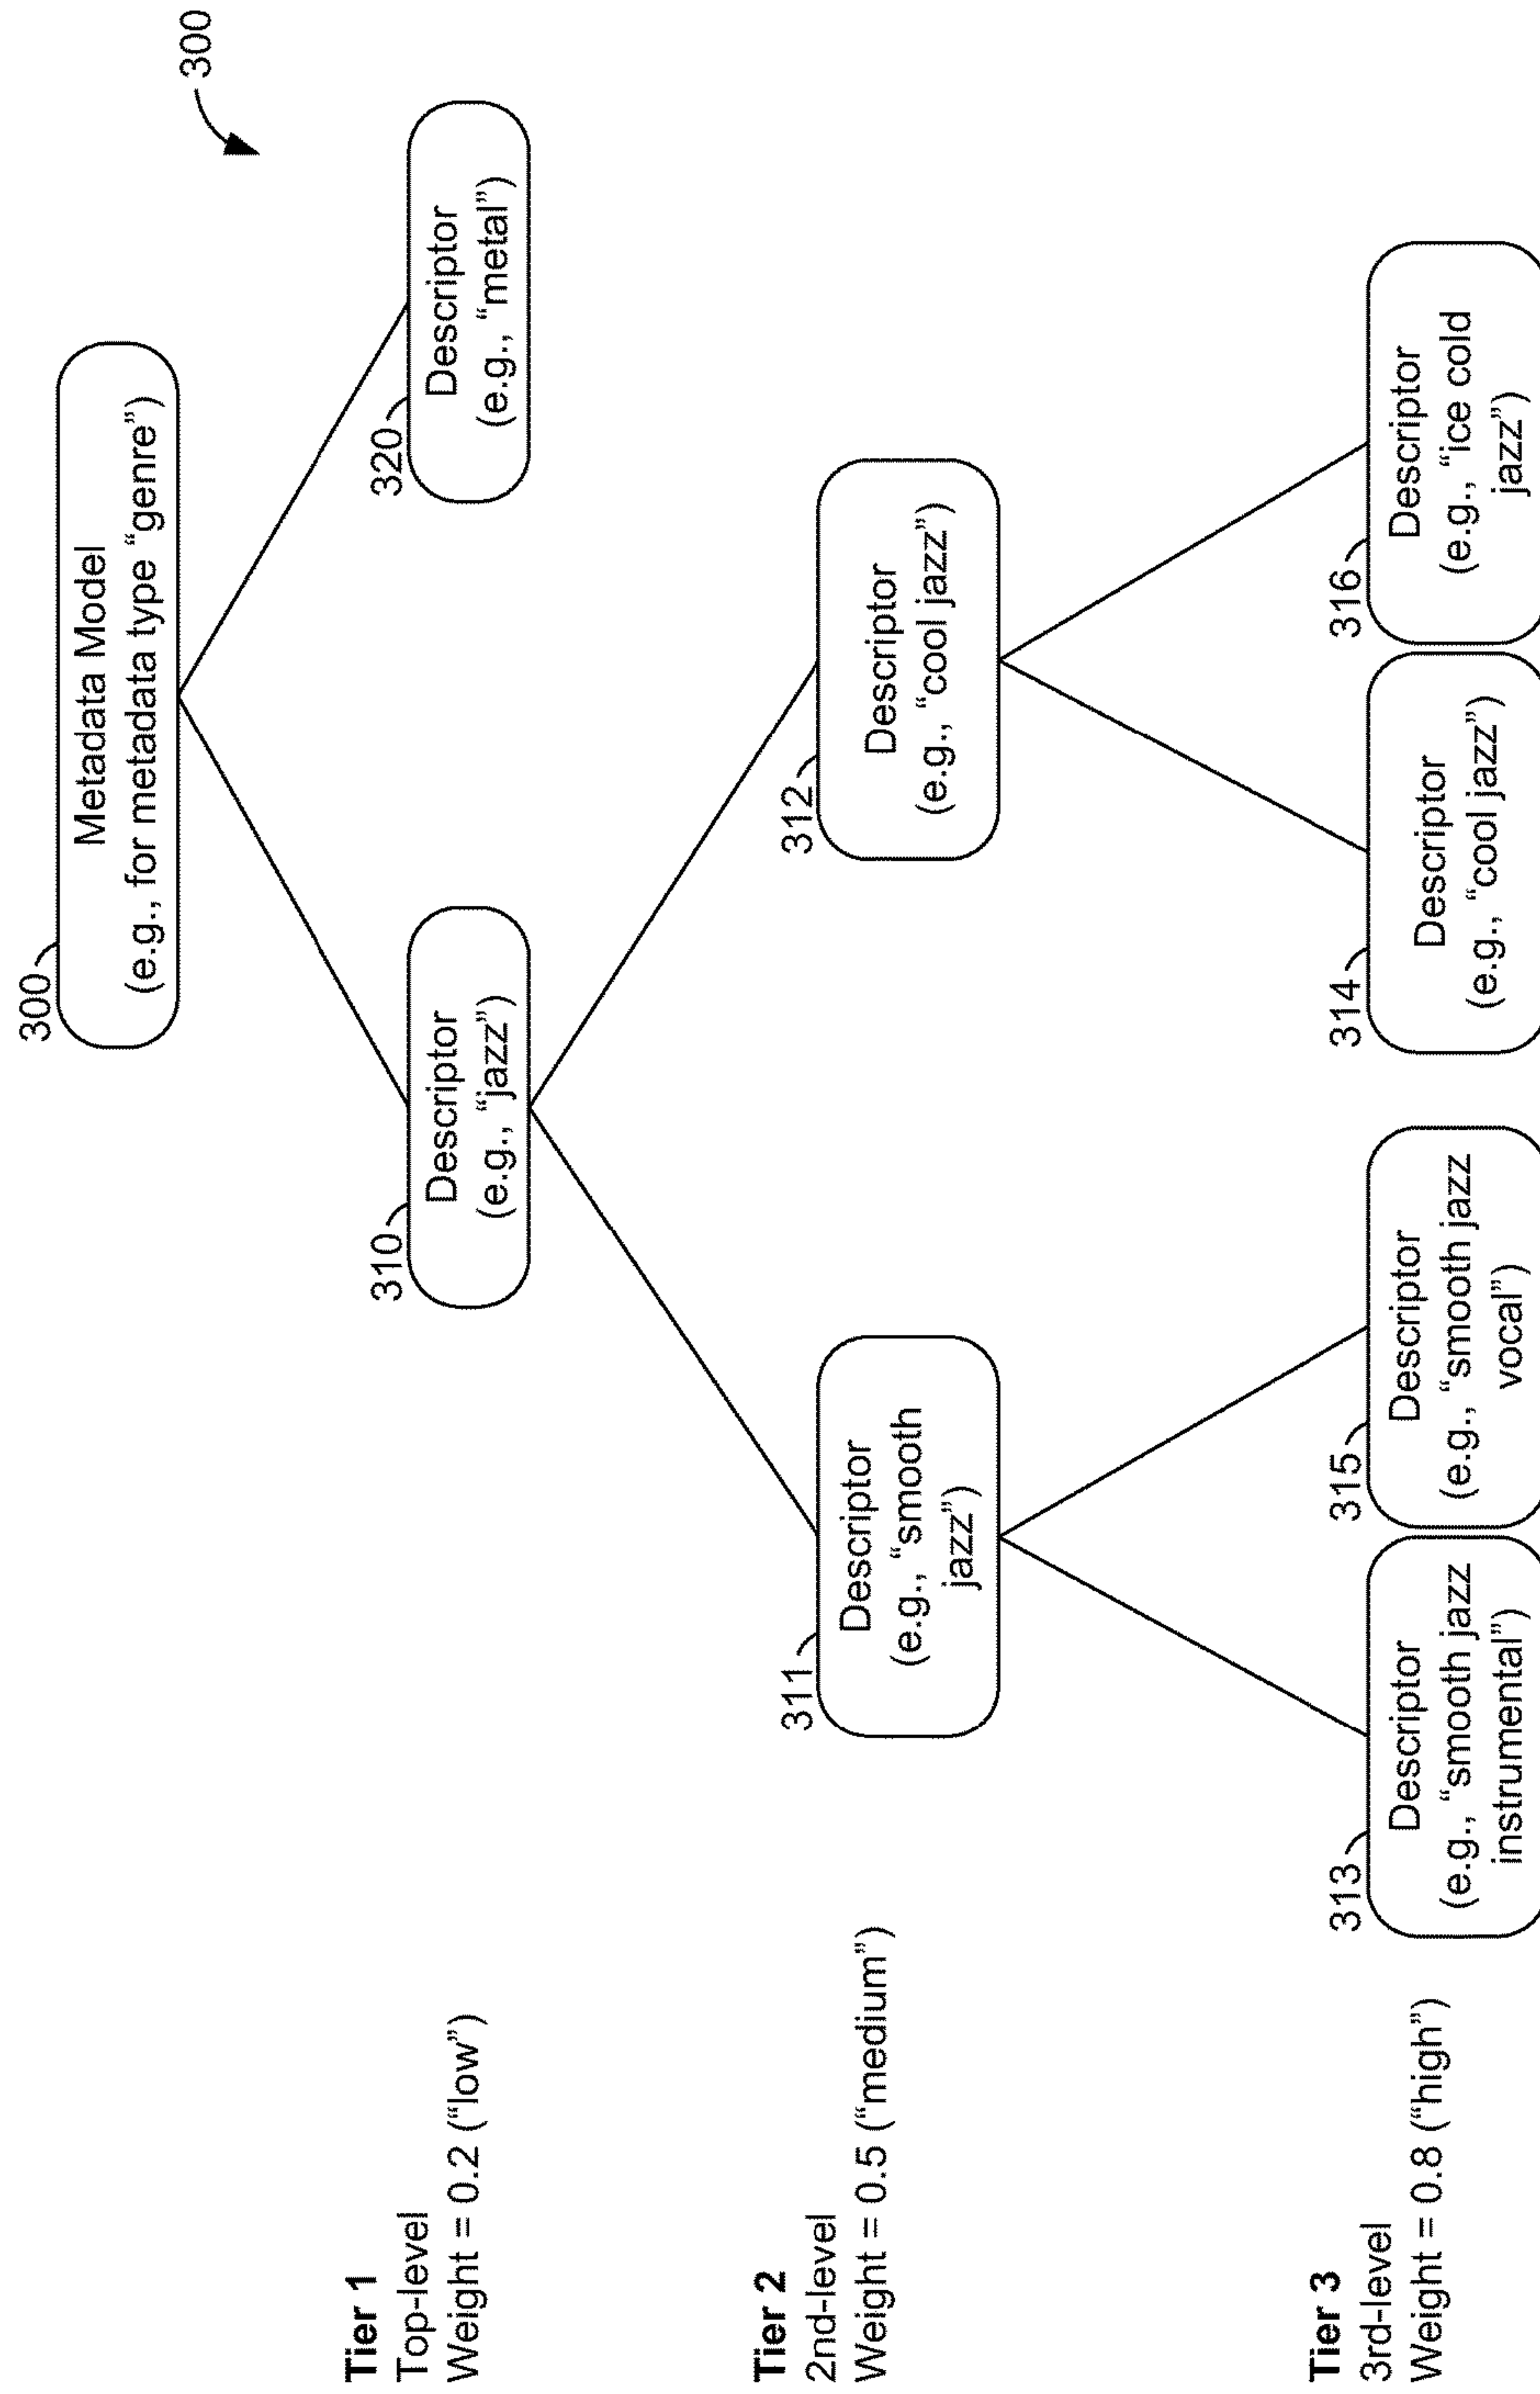 300
Metadata Model
(e.g., for metadata type “genre”)
300
Tier 1
Top-level
Weight = 0.2 (“low”)
310
Descriptor
(e.g., “jazz”)
320
Descriptor
(e.g., “metal”)
Tier 2
2nd-level
Weight = 0.5 (“medium”)
311
Descriptor
(e.g., “smooth
jazz”)
312
Descriptor
(e.g., “cool jazz”)
Tier 3
3rd-level
Weight = 0.8 (“high”)
313
Descriptor
(e.g., “smooth jazz
instrumental”)
315
Descriptor
(e.g., “smooth jazz
vocal”)
314
Descriptor
(e.g., “cool jazz”)
316
Descriptor
(e.g., “ice cold
jazz”)